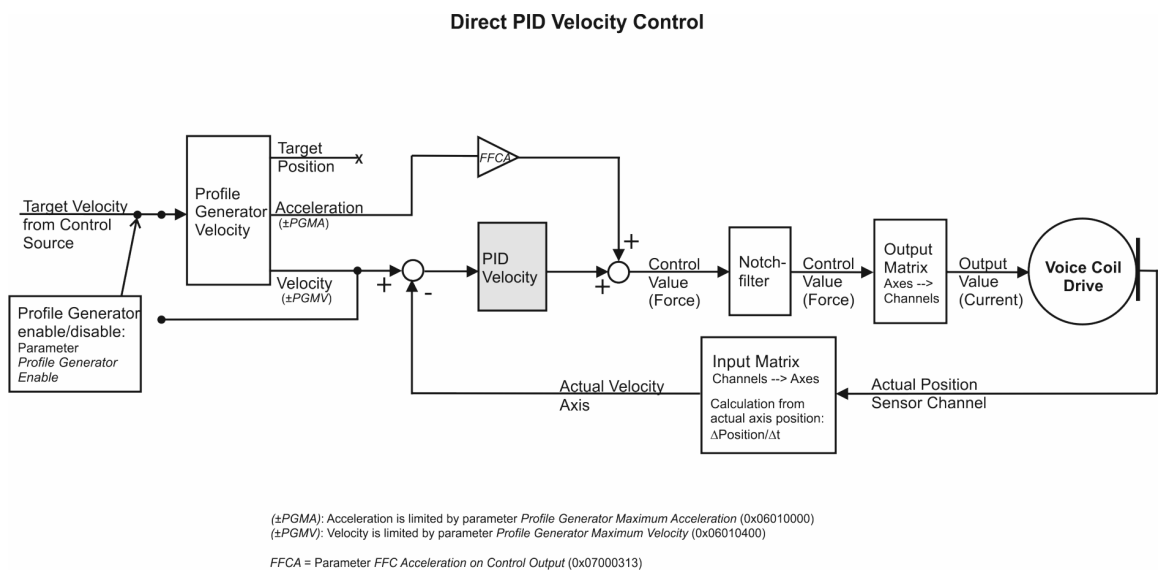 Direct PID Velocity Control
Target Velocity
from Control
Source
Profile Generator
enable/disable:
Parameter
Profile Generator
Enable
Profile
Generator
Velocity
Target
Position
x
Acceleration
(±PGMA)
Velocity
(±PGMV)
FFCA
+
-
PID
Velocity
+
+
Control
Value
(Force)
Notch-
filter
Control
Value
(Force)
Output
Matrix
Axes -->
Channels
Output
Value
(Current)
Voice Coil
Drive
Actual Velocity
Axis
Input Matrix
Channels --> Axes
Calculation from
actual axis position:
ΔPosition/Δt
Actual Position
Sensor Channel
(±PGMA): Acceleration is limited by parameter Profile Generator Maximum Acceleration (0x06010000)
(±PGMV): Velocity is limited by parameter Profile Generator Maximum Velocity (0x06010400)
FFCA = Parameter FFC Acceleration on Control Output (0x07000313)